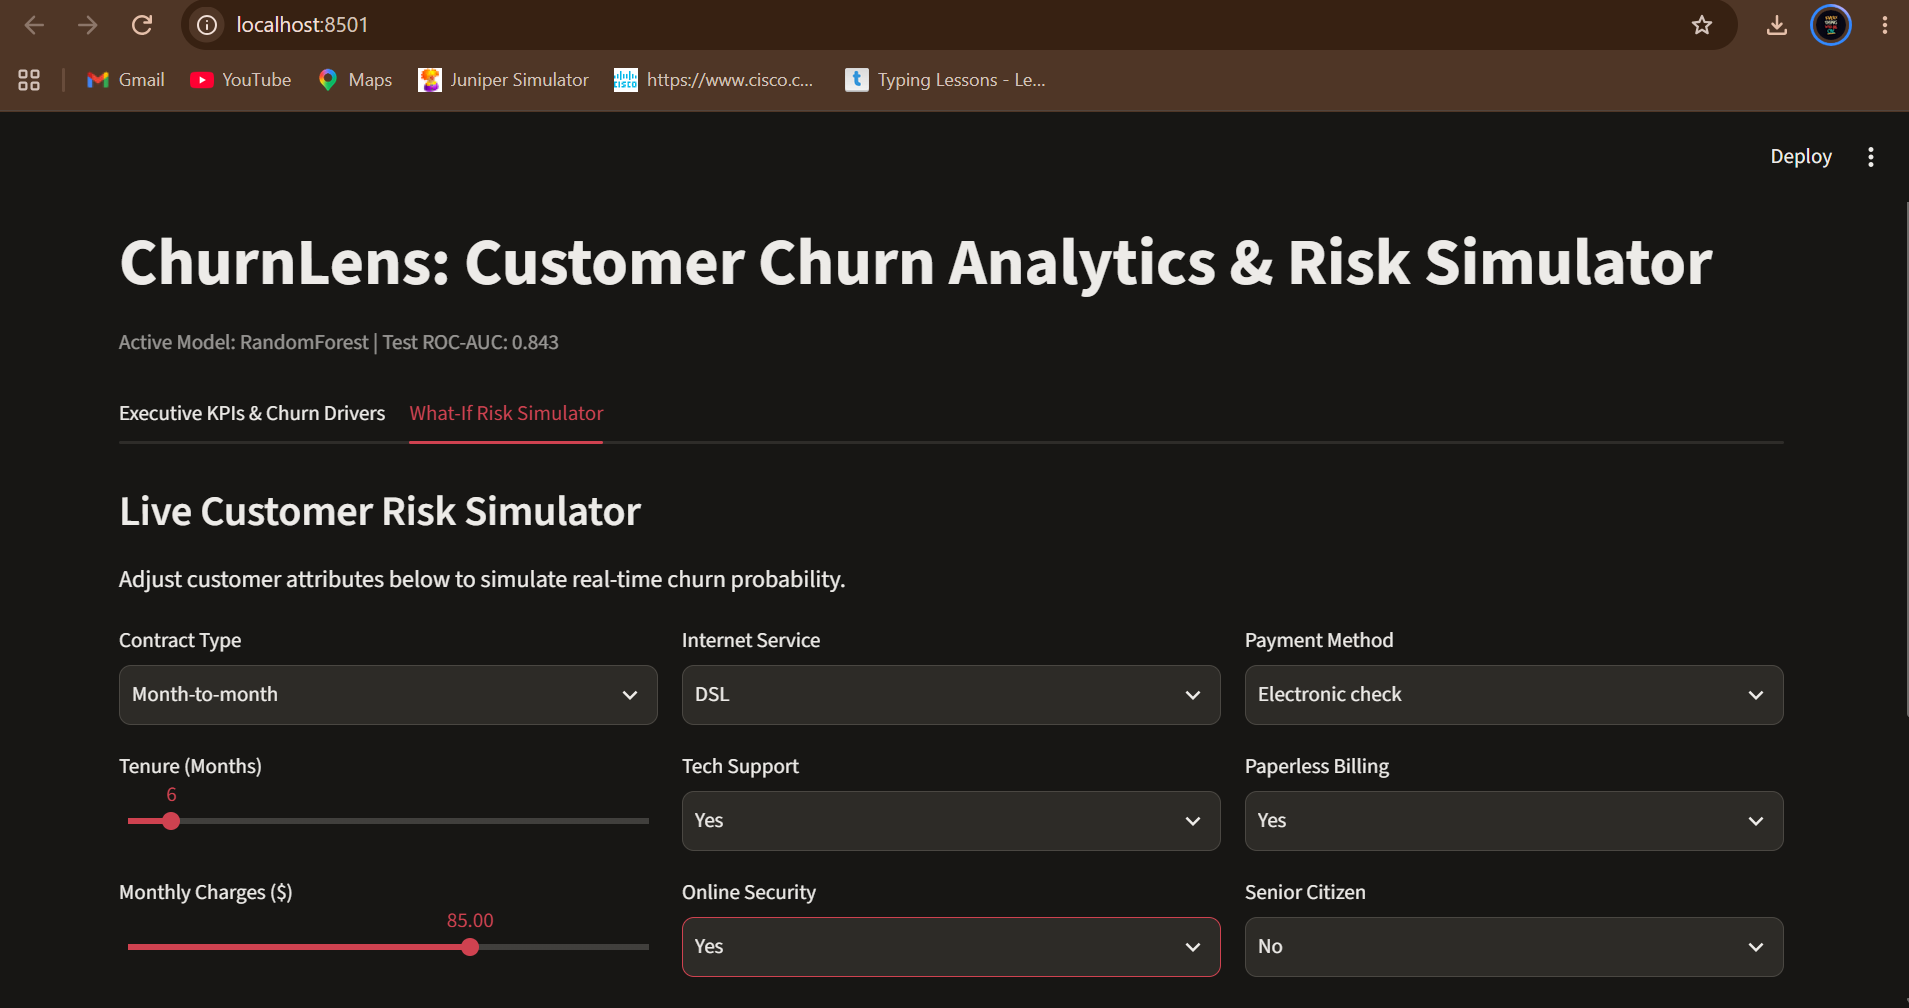 localhost:8501
Gmail YouTube Maps Juniper Simulator https://www.cisco.c... Typing Lessons - Le...
Deploy
ChurnLens: Customer Churn Analytics & Risk Simulator
Active Model: RandomForest | Test ROC-AUC: 0.843
Executive KPIs & Churn Drivers What-If Risk Simulator
Live Customer Risk Simulator
Adjust customer attributes below to simulate real-time churn probability.
Contract Type Internet Service Payment Method
Month-to-month DSL Electronic check
Tenure (Months) Tech Support Paperless Billing
6
Yes Yes
Monthly Charges ($) Online Security Senior Citizen
85.00
Yes No